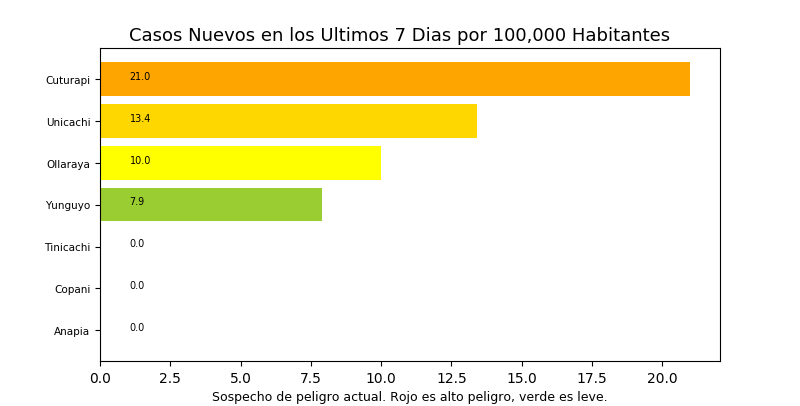 Casos Nuevos en los Ultimos 7 Dias por 100,000 Habitantes
Cuturapi 21.0
Unicachi 13.4
Ollaraya 10.0
Yunguyo 7.9
Tinicachi 0.0
Copani 0.0
Anapia 0.0
0.0 2.5 5.0 7.5 10.0 12.5 15.0 17.5 20.0
Sospecho de peligro actual. Rojo es alto peligro, verde es leve.